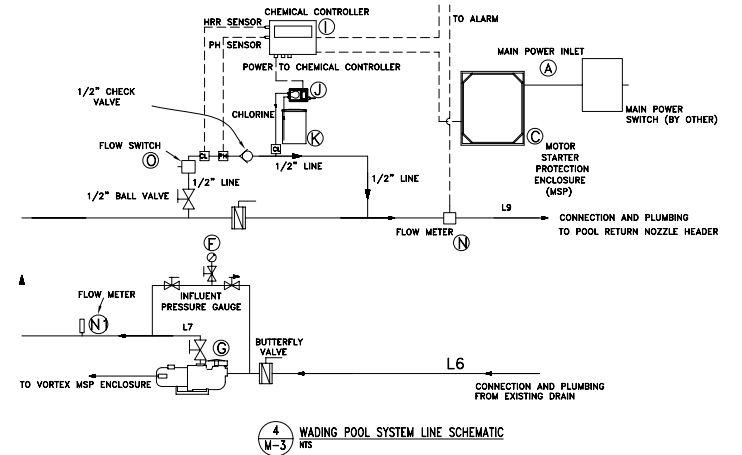 CHEMICAL CONTROLLER
HRR SENSOR
I
TO ALARM
PH SENSOR
MAIN POWER INLET
A
POWER TO CHEMICAL CONTROLLER
J
1/2" CHECK
VALVE
CHLORINE
K
C
MAIN POWER
SWITCH (BY OTHER)
FLOW SWITCH
O
CL
PH
CL
MOTOR
STARTER
PROTECTION
ENCLOSURE
(MSP)
1/2" LINE
1/2" LINE
1/2" LINE
1/2" BALL VALVE
L9
CONNECTION AND PLUMBING
TO POOL RETURN NOZZLE HEADER
FLOW METER
N
F
FLOW METER
INFLUENT
PRESSURE GAUGE
N1
L7
G
BUTTERFLY
VALVE
L6
TO VORTEX MSP ENCLOSURE
CONNECTION AND PLUMBING
FROM EXISTING DRAIN
4
M-3
WADING POOL SYSTEM LINE SCHEMATIC
NTS